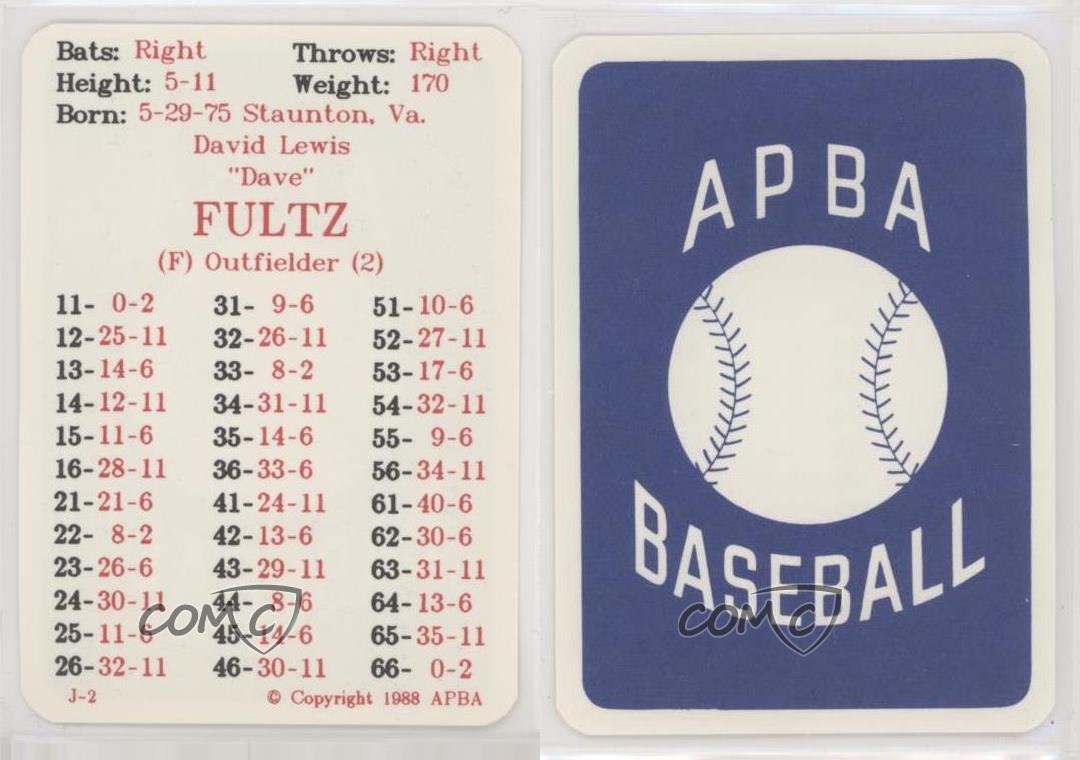 Bats: Right Throws: Right
Height: 5-11 Weight: 170
Born: 5-29-75 Staunton, Va.
David Lewis
"Dave"
FULTZ
(F) Outfielder (2)
11- 0-2 31- 9-6 51-10-6
12-25-11 32-26-11 52-27-11
13-14-6 33- 8-2 53-17-6
14-12-11 34-31-11 54-32-11
15-11-6 35-14-6 55- 9-6
16-28-11 36-33-6 56-34-11
21-21-6 41-24-11 61-40-6
22- 8-2 42-13-6 62-30-6
23-26-6 43-29-11 63-31-11
24-30-11 44- 8-6 64-13-6
25-11-6 45-14-6 65-35-11
26-32-11 46-30-11 66- 0-2
J-2 © Copyright 1988 APBA
COMC
APBA
BASEBALL
COMC